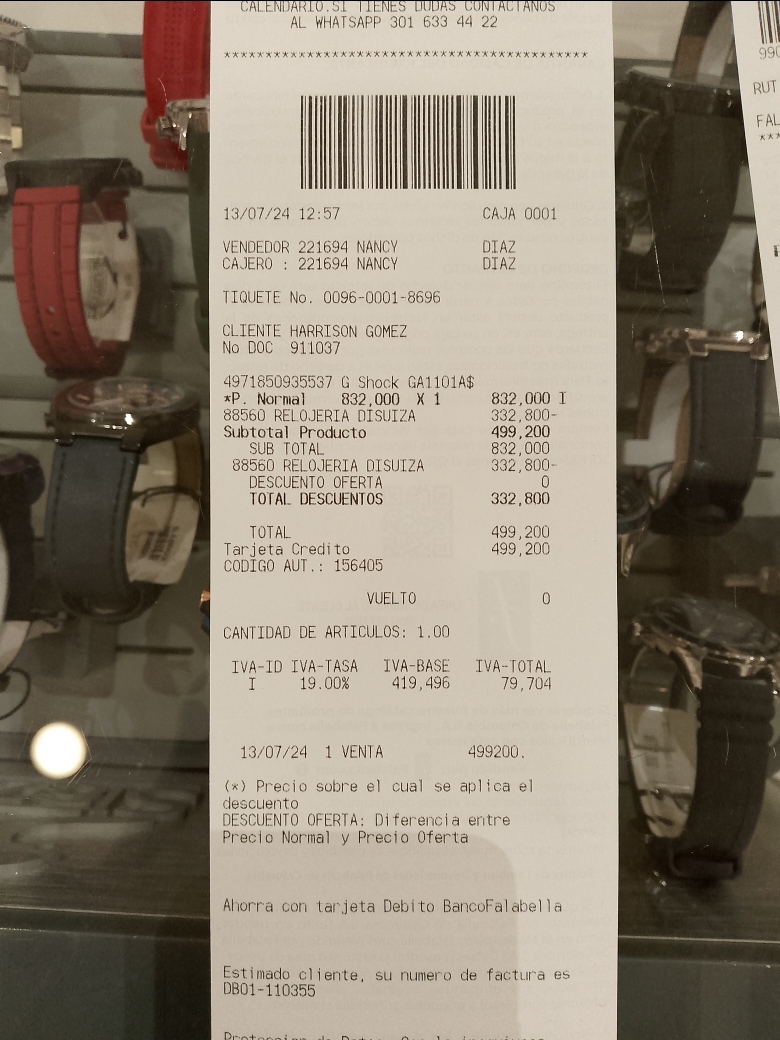 CALENDARIO.SI TIENES DUDAS CONTACTANOS
AL WHATSAPP 301 633 44 22
********************************************
13/07/24 12:57 CAJA 0001
VENDEDOR 221694 NANCY DIAZ
CAJERO : 221694 NANCY DIAZ
TIQUETE No. 0096-0001-8696
CLIENTE HARRISON GOMEZ
No DOC 911037
4971850935537 G Shock GA1101A$
*P. Normal 832,000 X 1 832,000 I
88560 RELOJERIA DISUIZA 332,800-
Subtotal Producto 499,200
SUB TOTAL 832,000
88560 RELOJERIA DISUIZA 332,800-
DESCUENTO OFERTA 0
TOTAL DESCUENTOS 332,800
TOTAL 499,200
Tarjeta Credito 499,200
CODIGO AUT.: 156405
VUELTO 0
CANTIDAD DE ARTICULOS: 1.00
IVA-ID IVA-TASA IVA-BASE IVA-TOTAL
I 19.00% 419,496 79,704
13/07/24 1 VENTA 499200.
(*) Precio sobre el cual se aplica el
descuento
DESCUENTO OFERTA: Diferencia entre
Precio Normal y Precio Oferta
Ahorra con tarjeta Debito BancoFalabella
Estimado cliente, su numero de factura es
DB01-110355
990
RUT
FAL
***